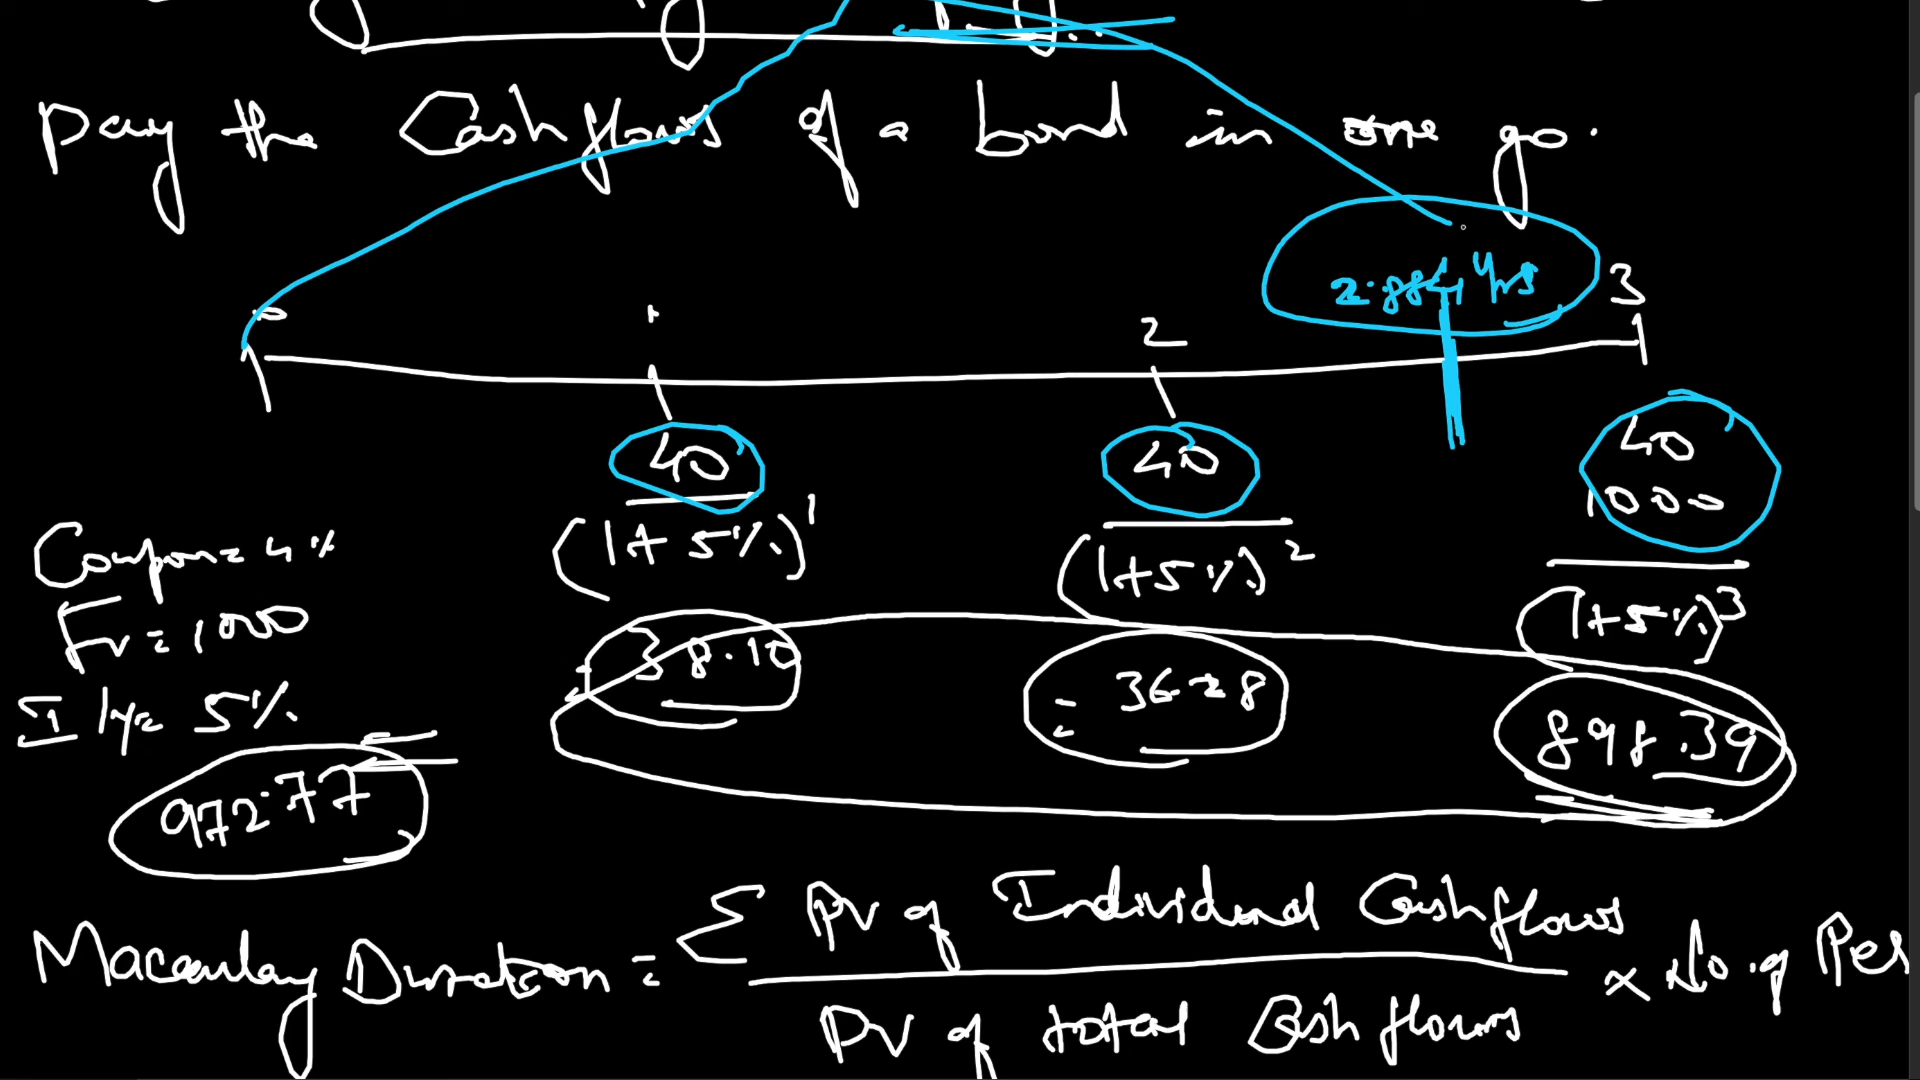 Pay the Cashflows of a bond in one go.
2.884 Yrs
0 1 2 3
40 40 40
1000
(1+5%)^1 (1+5%)^2 (1+5%)^3
Coupon = 4%
Fv = 1000
I/y = 5%
= 38.10 = 36.28 898.39
972.77
Macaulay Duration = Σ PV of Individual Cashflows × No. of Per
PV of total Cashflows